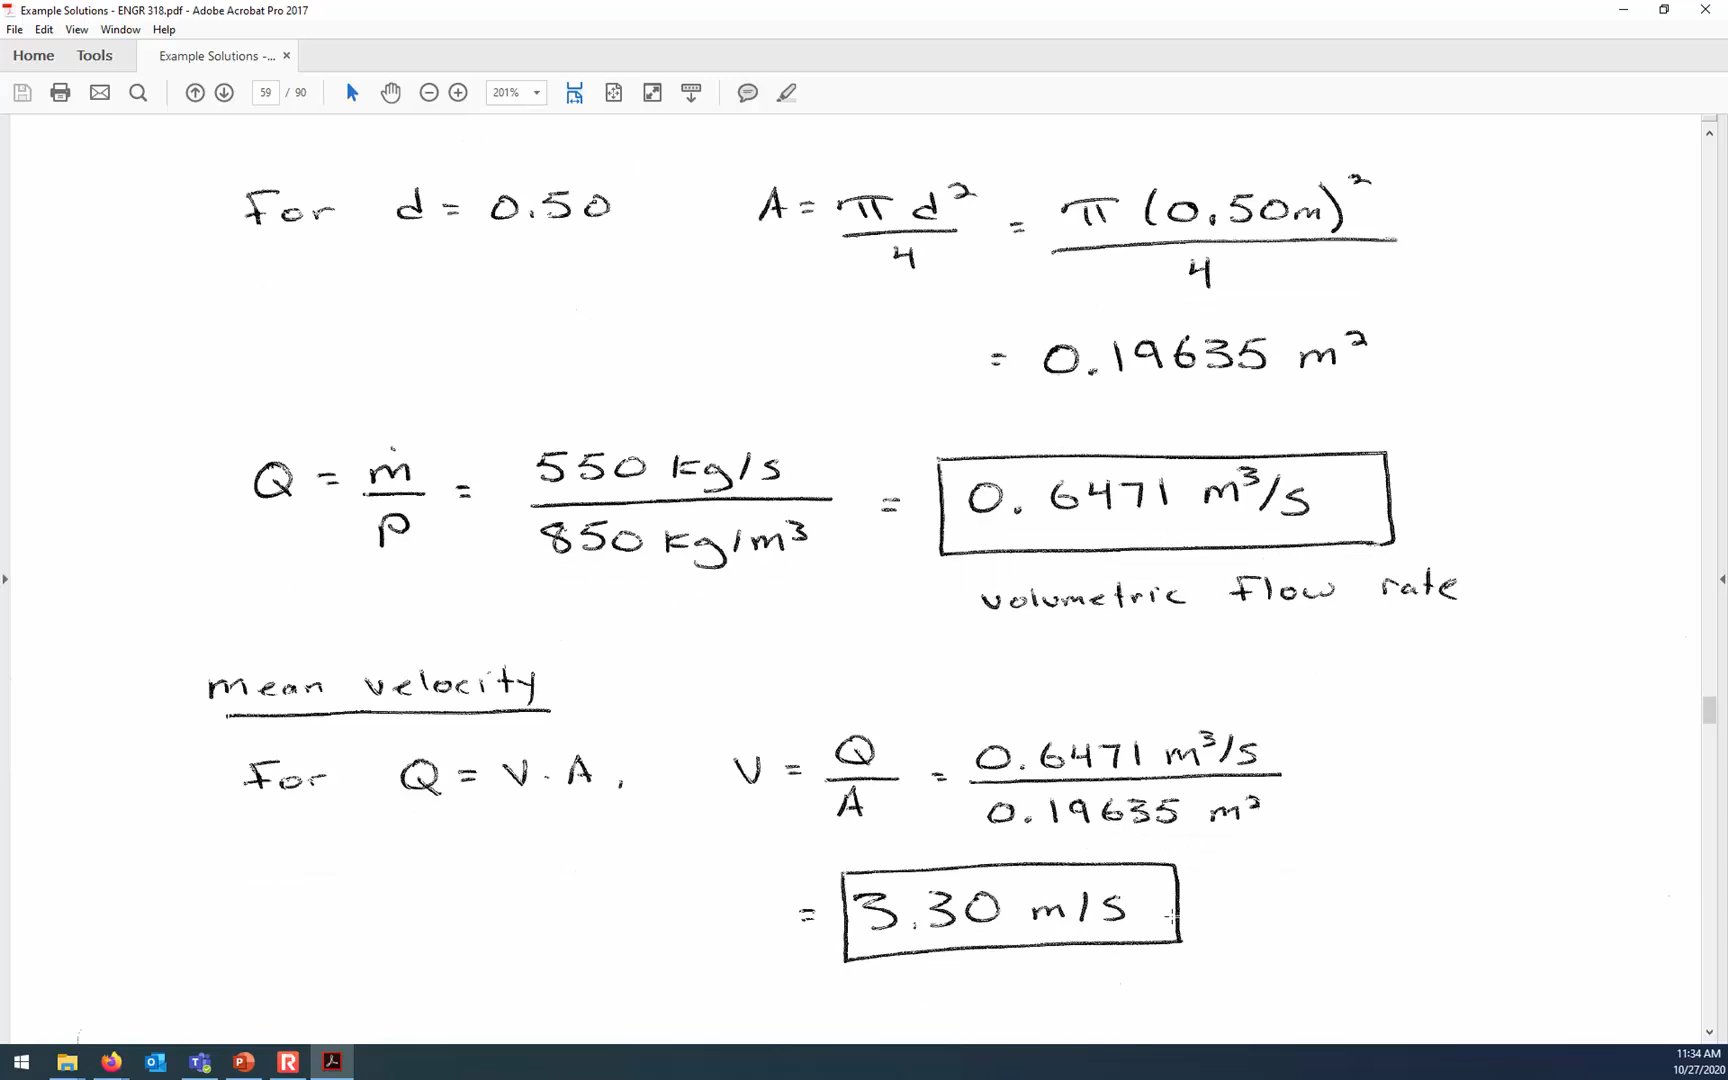 Example Solutions - ENGR 318.pdf - Adobe Acrobat Pro 2017
File Edit View Window Help
Home Tools Example Solutions -... ×
59 / 90 201%
For d = 0.50 A = π d² / 4 = π (0.50m)² / 4
= 0.19635 m²
Q = ṁ / ρ = 550 kg/s / 850 kg/m³ = 0.6471 m³/s
volumetric flow rate
mean velocity
For Q = V · A, V = Q / A = 0.6471 m³/s / 0.19635 m²
= 3.30 m/s
11:34 AM
10/27/2020